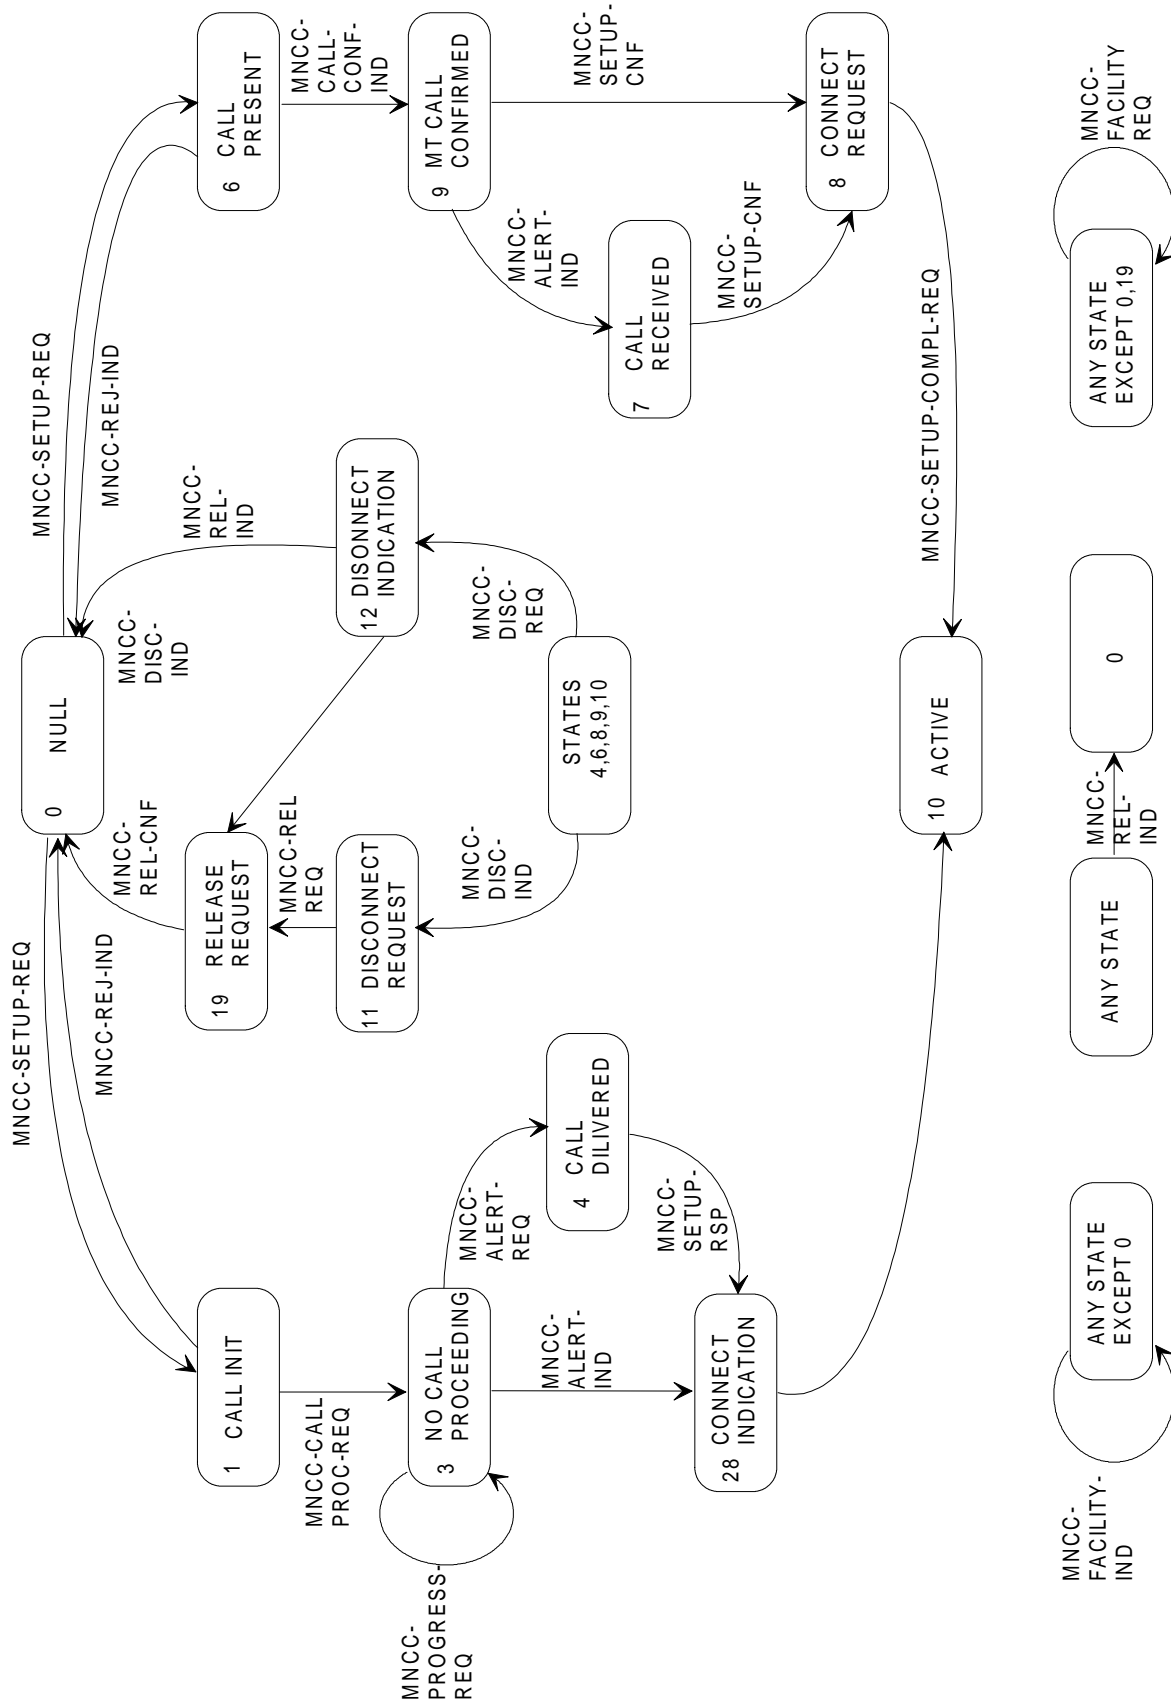 MNCC-SETUP-REQ
MNCC-REJ-IND
0 NULL
MNCC-SETUP-REQ
MNCC-REJ-IND
MNCC-
REL-CNF
MNCC-
DISC-
IND
MNCC-
REL-
IND
1 CALL INIT
19 RELEASE
REQUEST
6 CALL
PRESENT
MNCC-CALL
PROC-REQ
MNCC-REL
REQ
MNCC-
CALL-
CONF-
IND
11 DISCONNECT
REQUEST
12 DISONNECT
INDICATION
MNCC-
PROGRESS-
REQ
3 NO CALL
PROCEEDING
9 MT CALL
CONFIRMED
MNCC-
ALERT-
REQ
MNCC-
DISC-
IND
MNCC-
DISC-
REQ
MNCC-
ALERT-
IND
MNCC-
SETUP-
CNF
MNCC-
ALERT-
IND
4 CALL
DILIVERED
STATES
4,6,8,9,10
7 CALL
RECEIVED
MNCC-
SETUP-
RSP
MNCC-
SETUP-CNF
28 CONNECT
INDICATION
8 CONNECT
REQUEST
10 ACTIVE
MNCC-SETUP-COMPL-REQ
MNCC-
FACILITY-
IND
ANY STATE
EXCEPT 0
ANY STATE
MNCC-
REL-
IND
0
ANY STATE
EXCEPT 0,19
MNCC-
FACILITY
REQ